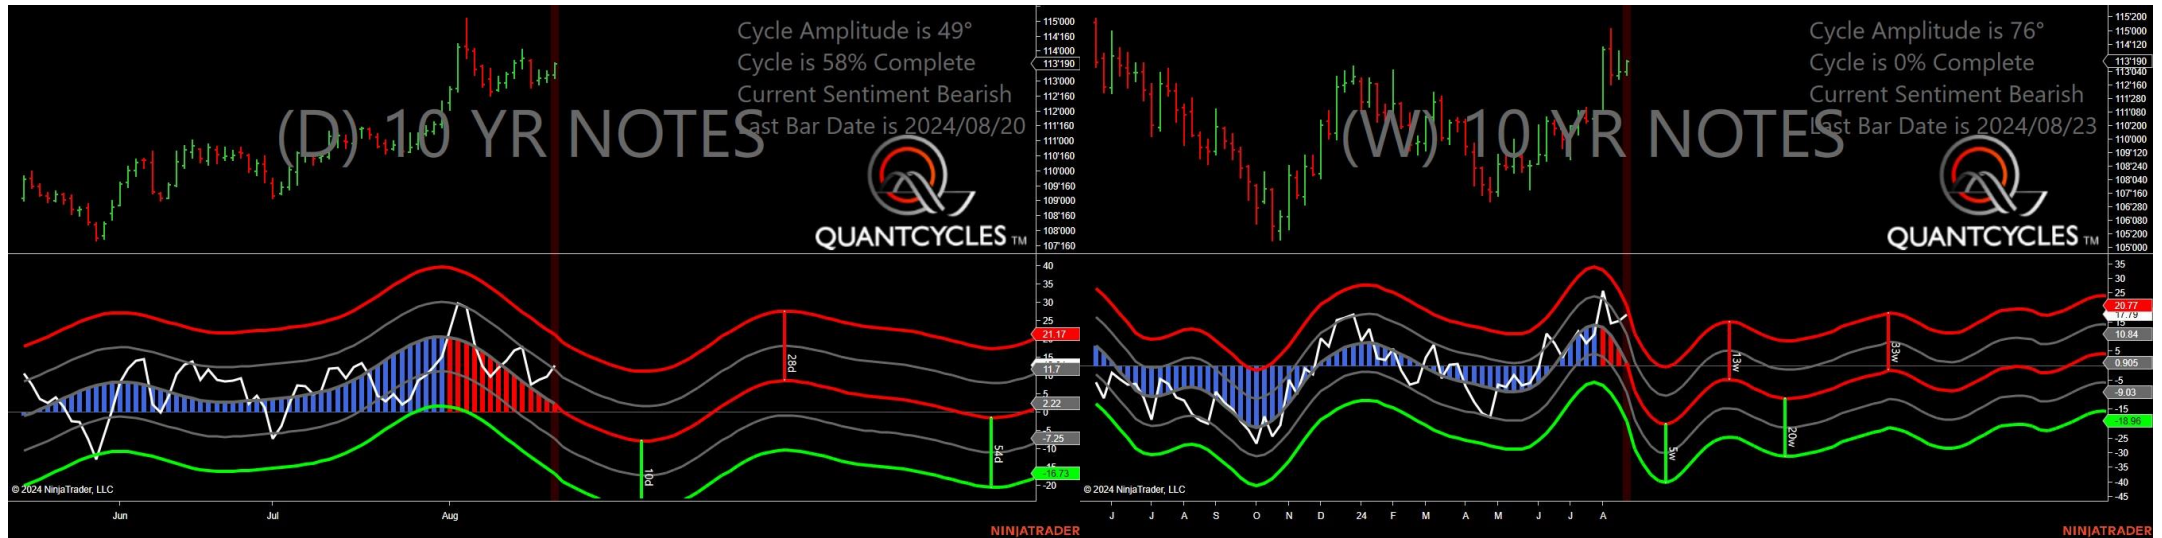 Cycle Amplitude is 49°
Cycle is 58% Complete
Current Sentiment Bearish
Last Bar Date is 2024/08/20
(D) 10 YR NOTES
QUANTCYCLES TM
115'000
114'160
114'000
113'190
113'000
112'160
112'000
111'160
111'000
110'160
110'000
109'160
109'000
108'160
108'000
107'160
40
35
30
25
21.17
15
11.7
5
2.22
0
-5
-7.25
-10
-16.73
-20
28d
10d
54d
© 2024 NinjaTrader, LLC
Jun
Jul
Aug
NINJATRADER
Cycle Amplitude is 76°
Cycle is 0% Complete
Current Sentiment Bearish
Last Bar Date is 2024/08/23
(W) 10 YR NOTES
QUANTCYCLES TM
115'200
115'000
114'120
113'190
113'040
112'160
111'280
111'080
110'200
110'000
109'120
108'240
108'040
107'160
106'280
106'080
105'200
105'000
35
30
25
20.77
17.79
15
10.84
5
0.905
-5
-9.03
-15
-18.96
-25
-30
-35
-40
-45
13w
33w
5w
20w
© 2024 NinjaTrader, LLC
J J A S O N D 24 F M A M J J A
NINJATRADER